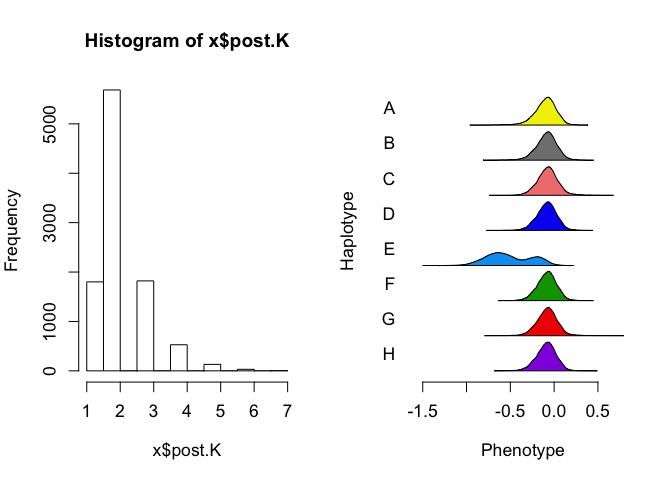 Histogram of x$post.K
Frequency
0
1000
3000
5000
1 2 3 4 5 6 7
x$post.K
Haplotype
A
B
C
D
E
F
G
H
-1.5 -0.5 0.0 0.5
Phenotype